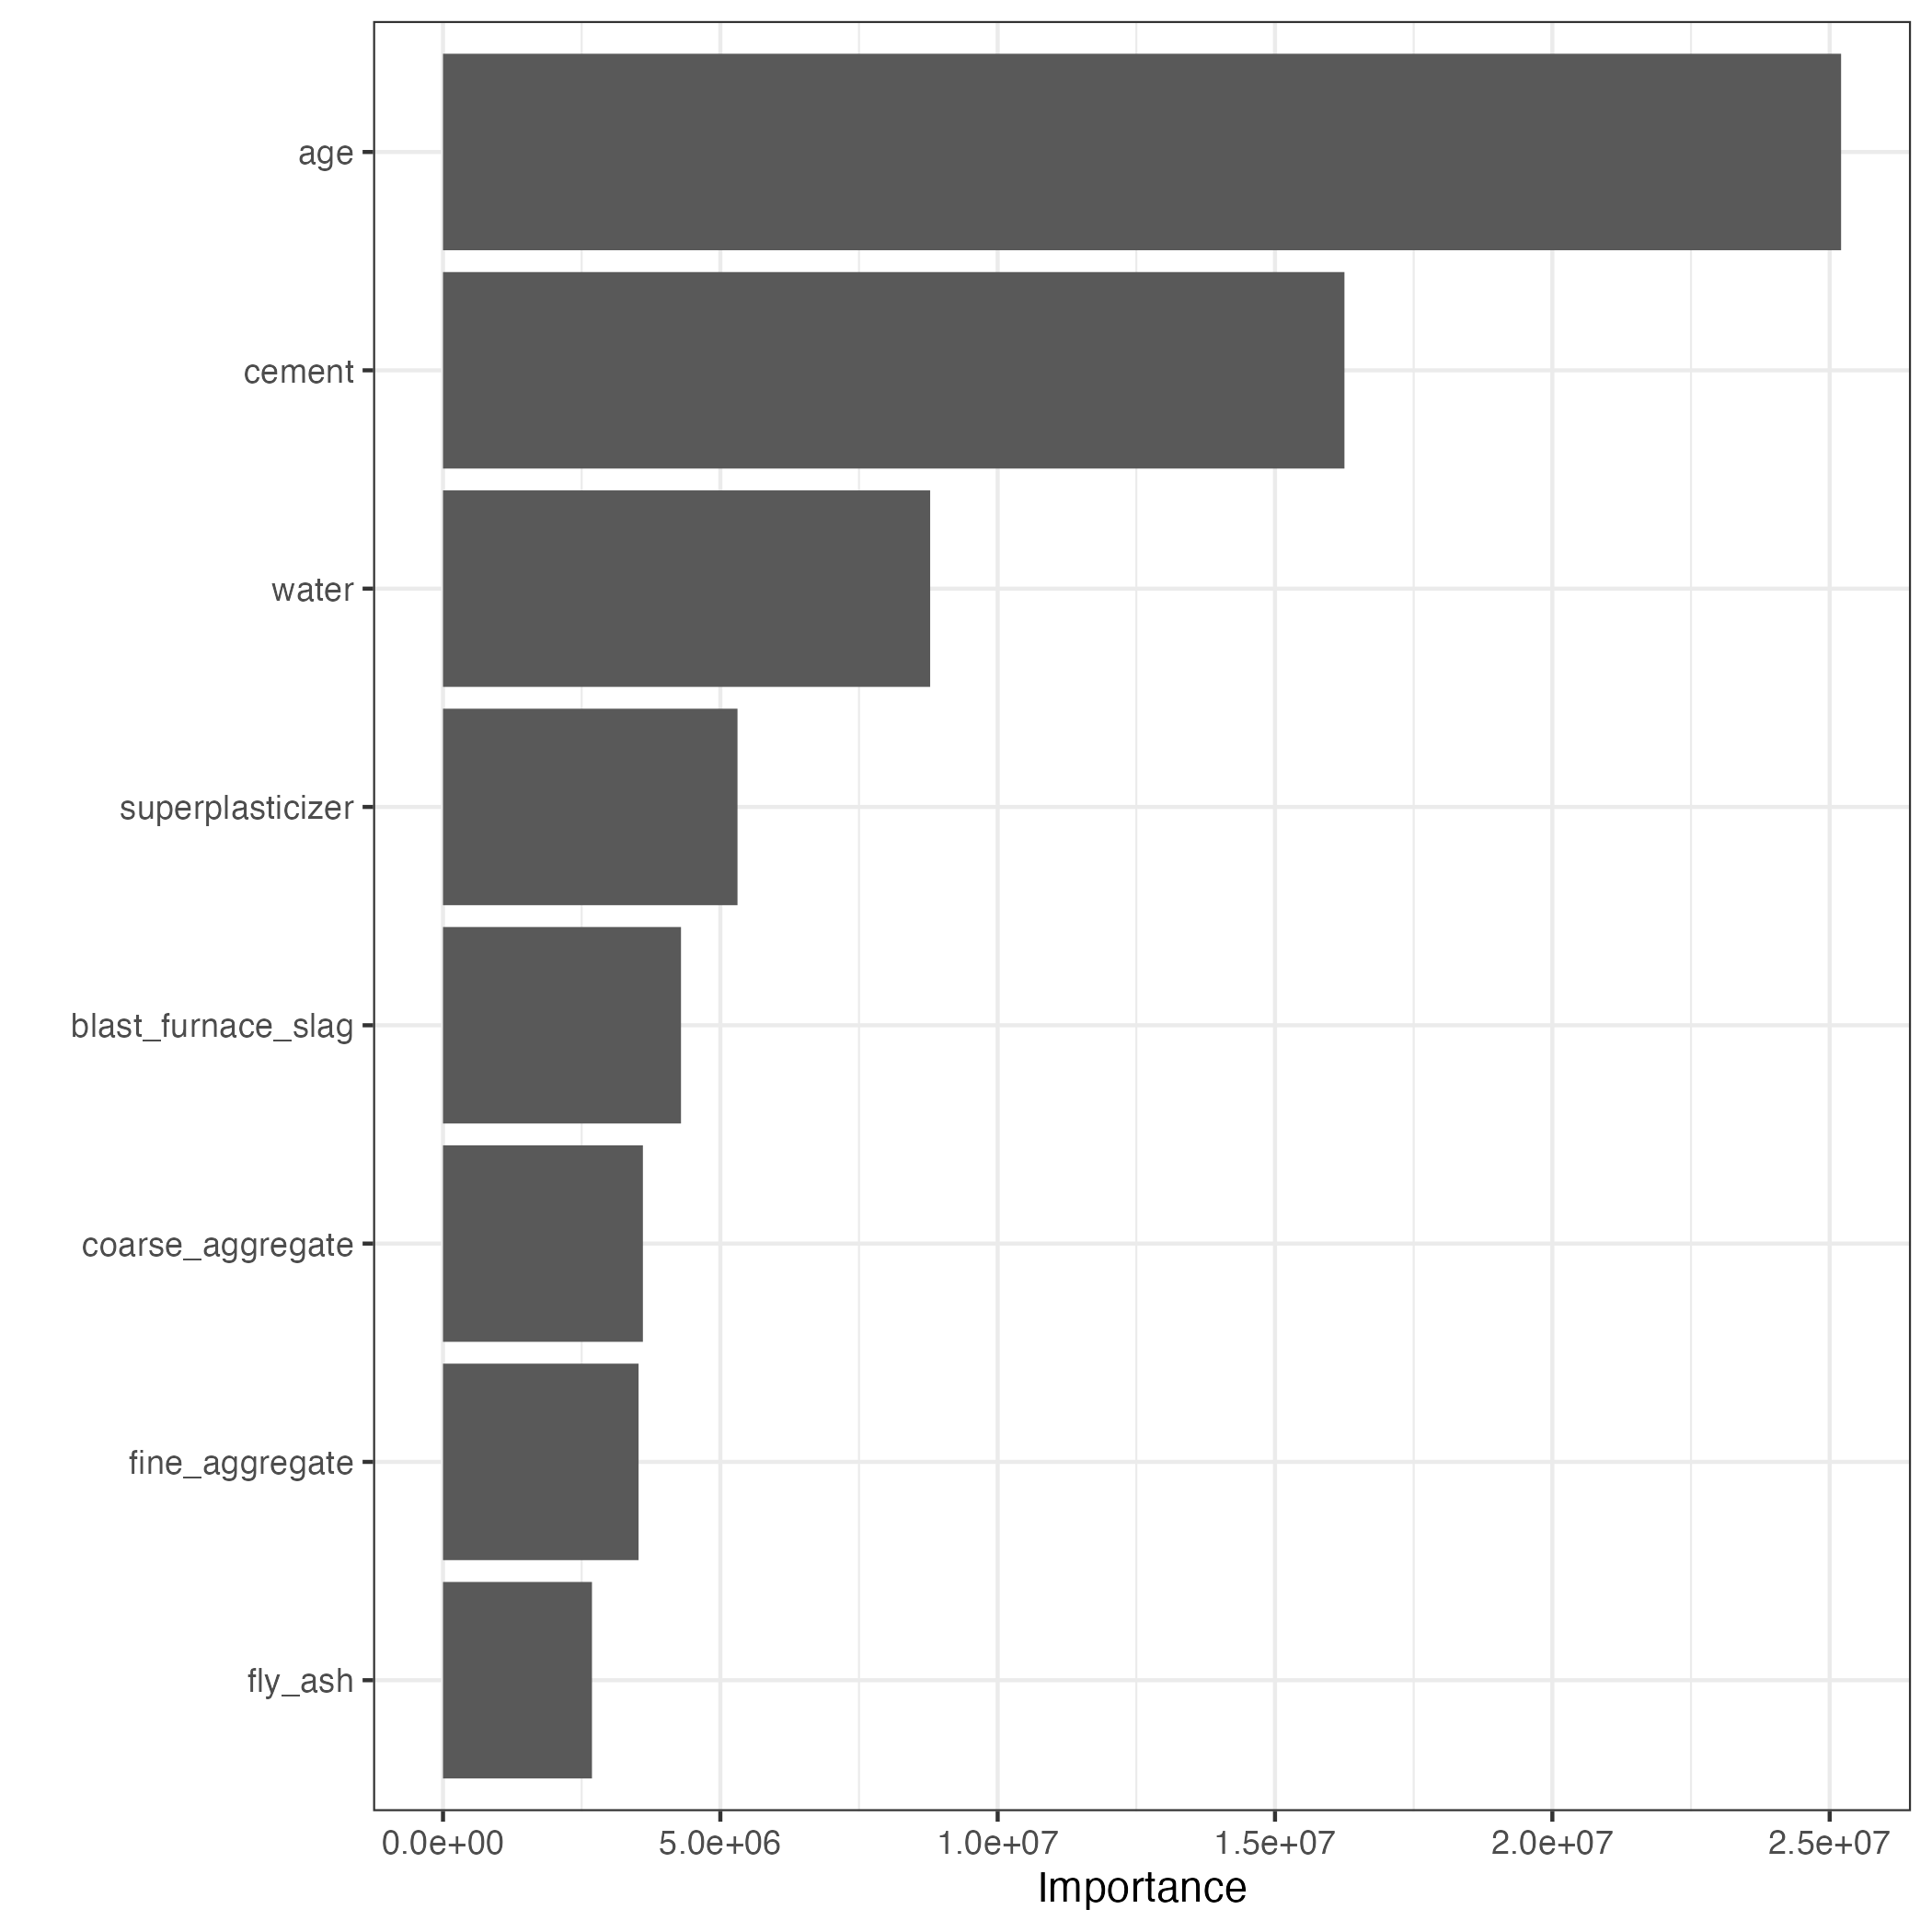 age
cement
water
superplasticizer
blast_furnace_slag
coarse_aggregate
fine_aggregate
fly_ash
0.0e+00 5.0e+06 1.0e+07 1.5e+07 2.0e+07 2.5e+07
Importance